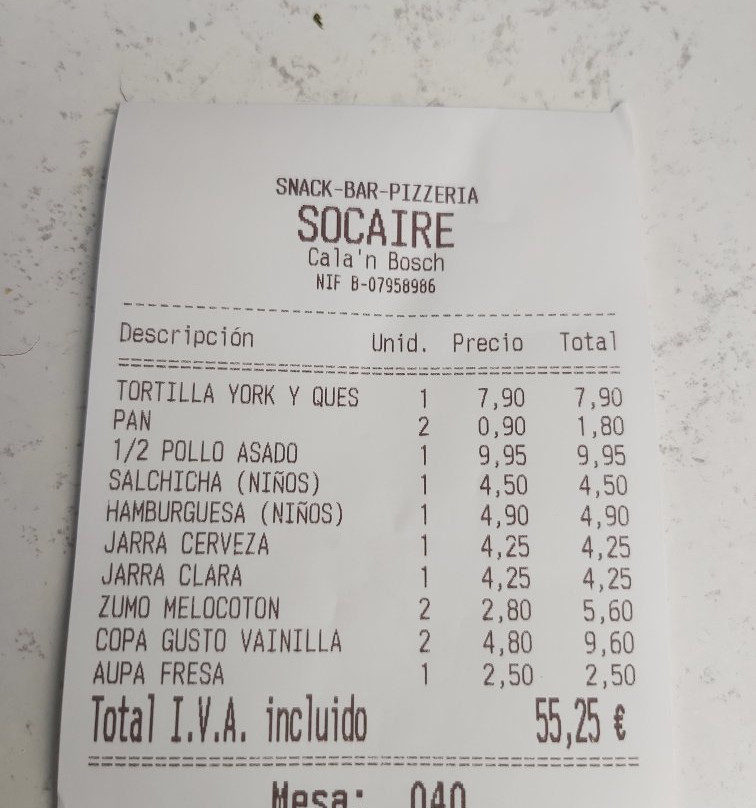 SNACK-BAR-PIZZERIA
SOCAIRE
Cala'n Bosch
NIF B-07958986
Descripción Unid. Precio Total
TORTILLA YORK Y QUES 1 7,90 7,90
PAN 2 0,90 1,80
1/2 POLLO ASADO 1 9,95 9,95
SALCHICHA (NIÑOS) 1 4,50 4,50
HAMBURGUESA (NIÑOS) 1 4,90 4,90
JARRA CERVEZA 1 4,25 4,25
JARRA CLARA 1 4,25 4,25
ZUMO MELOCOTON 2 2,80 5,60
COPA GUSTO VAINILLA 2 4,80 9,60
AUPA FRESA 1 2,50 2,50
Total I.V.A. incluido 55,25 €
Mesa: 040